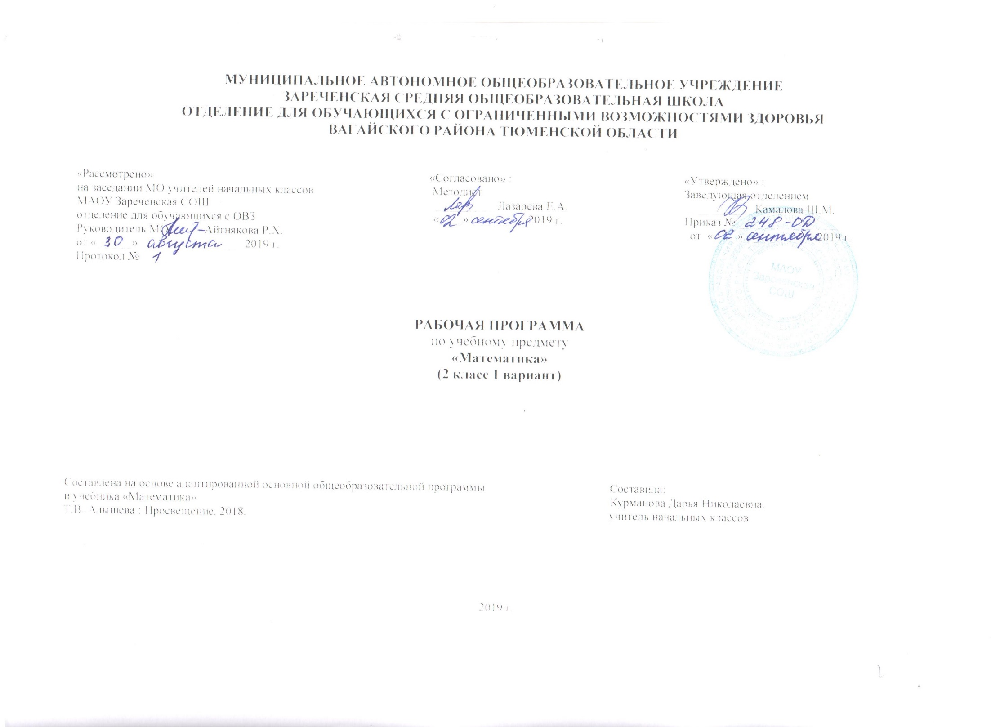 МУНИЦИПАЛЬНОЕ АВТОНОМНОЕ ОБЩЕОБРАЗОВАТЕЛЬНОЕ УЧРЕЖДЕНИЕ
ЗАРЕЧЕНСКАЯ СРЕДНЯЯ ОБЩЕОБРАЗОВАТЕЛЬНАЯ ШКОЛА
ОТДЕЛЕНИЕ ДЛЯ ОБУЧАЮЩИХСЯ С ОГРАНИЧЕННЫМИ ВОЗМОЖНОСТЯМИ ЗДОРОВЬЯ
ВАГАЙСКОГО РАЙОНА ТЮМЕНСКОЙ ОБЛАСТИ
«Рассмотрено»
на заседании МО учителей начальных классов
МАОУ Зареченская СОШ
отделение для обучающихся с ОВЗ
Руководитель МО Айтнякова Р.Х.
от « 30 » августа 2019 г.
Протокол № 1
«Согласовано» :
Методист
Лазарева Е.А.
«02» сентября 2019 г.
«Утверждено» :
Заведующая отделением
Камалова Ш.М.
Приказ № 248-ОД
от «02» сентября 2019 г.
МАОУ
Зареченская
СОШ
РАБОЧАЯ ПРОГРАММА
по учебному предмету
«Математика»
(2 класс 1 вариант)
Составлена на основе адаптированной основной общеобразовательной программы
и учебника «Математика»
Т.В. Алышева : Просвещение. 2018.
Составила:
Курманова Дарья Николаевна.
учитель начальных классов
2019 г.